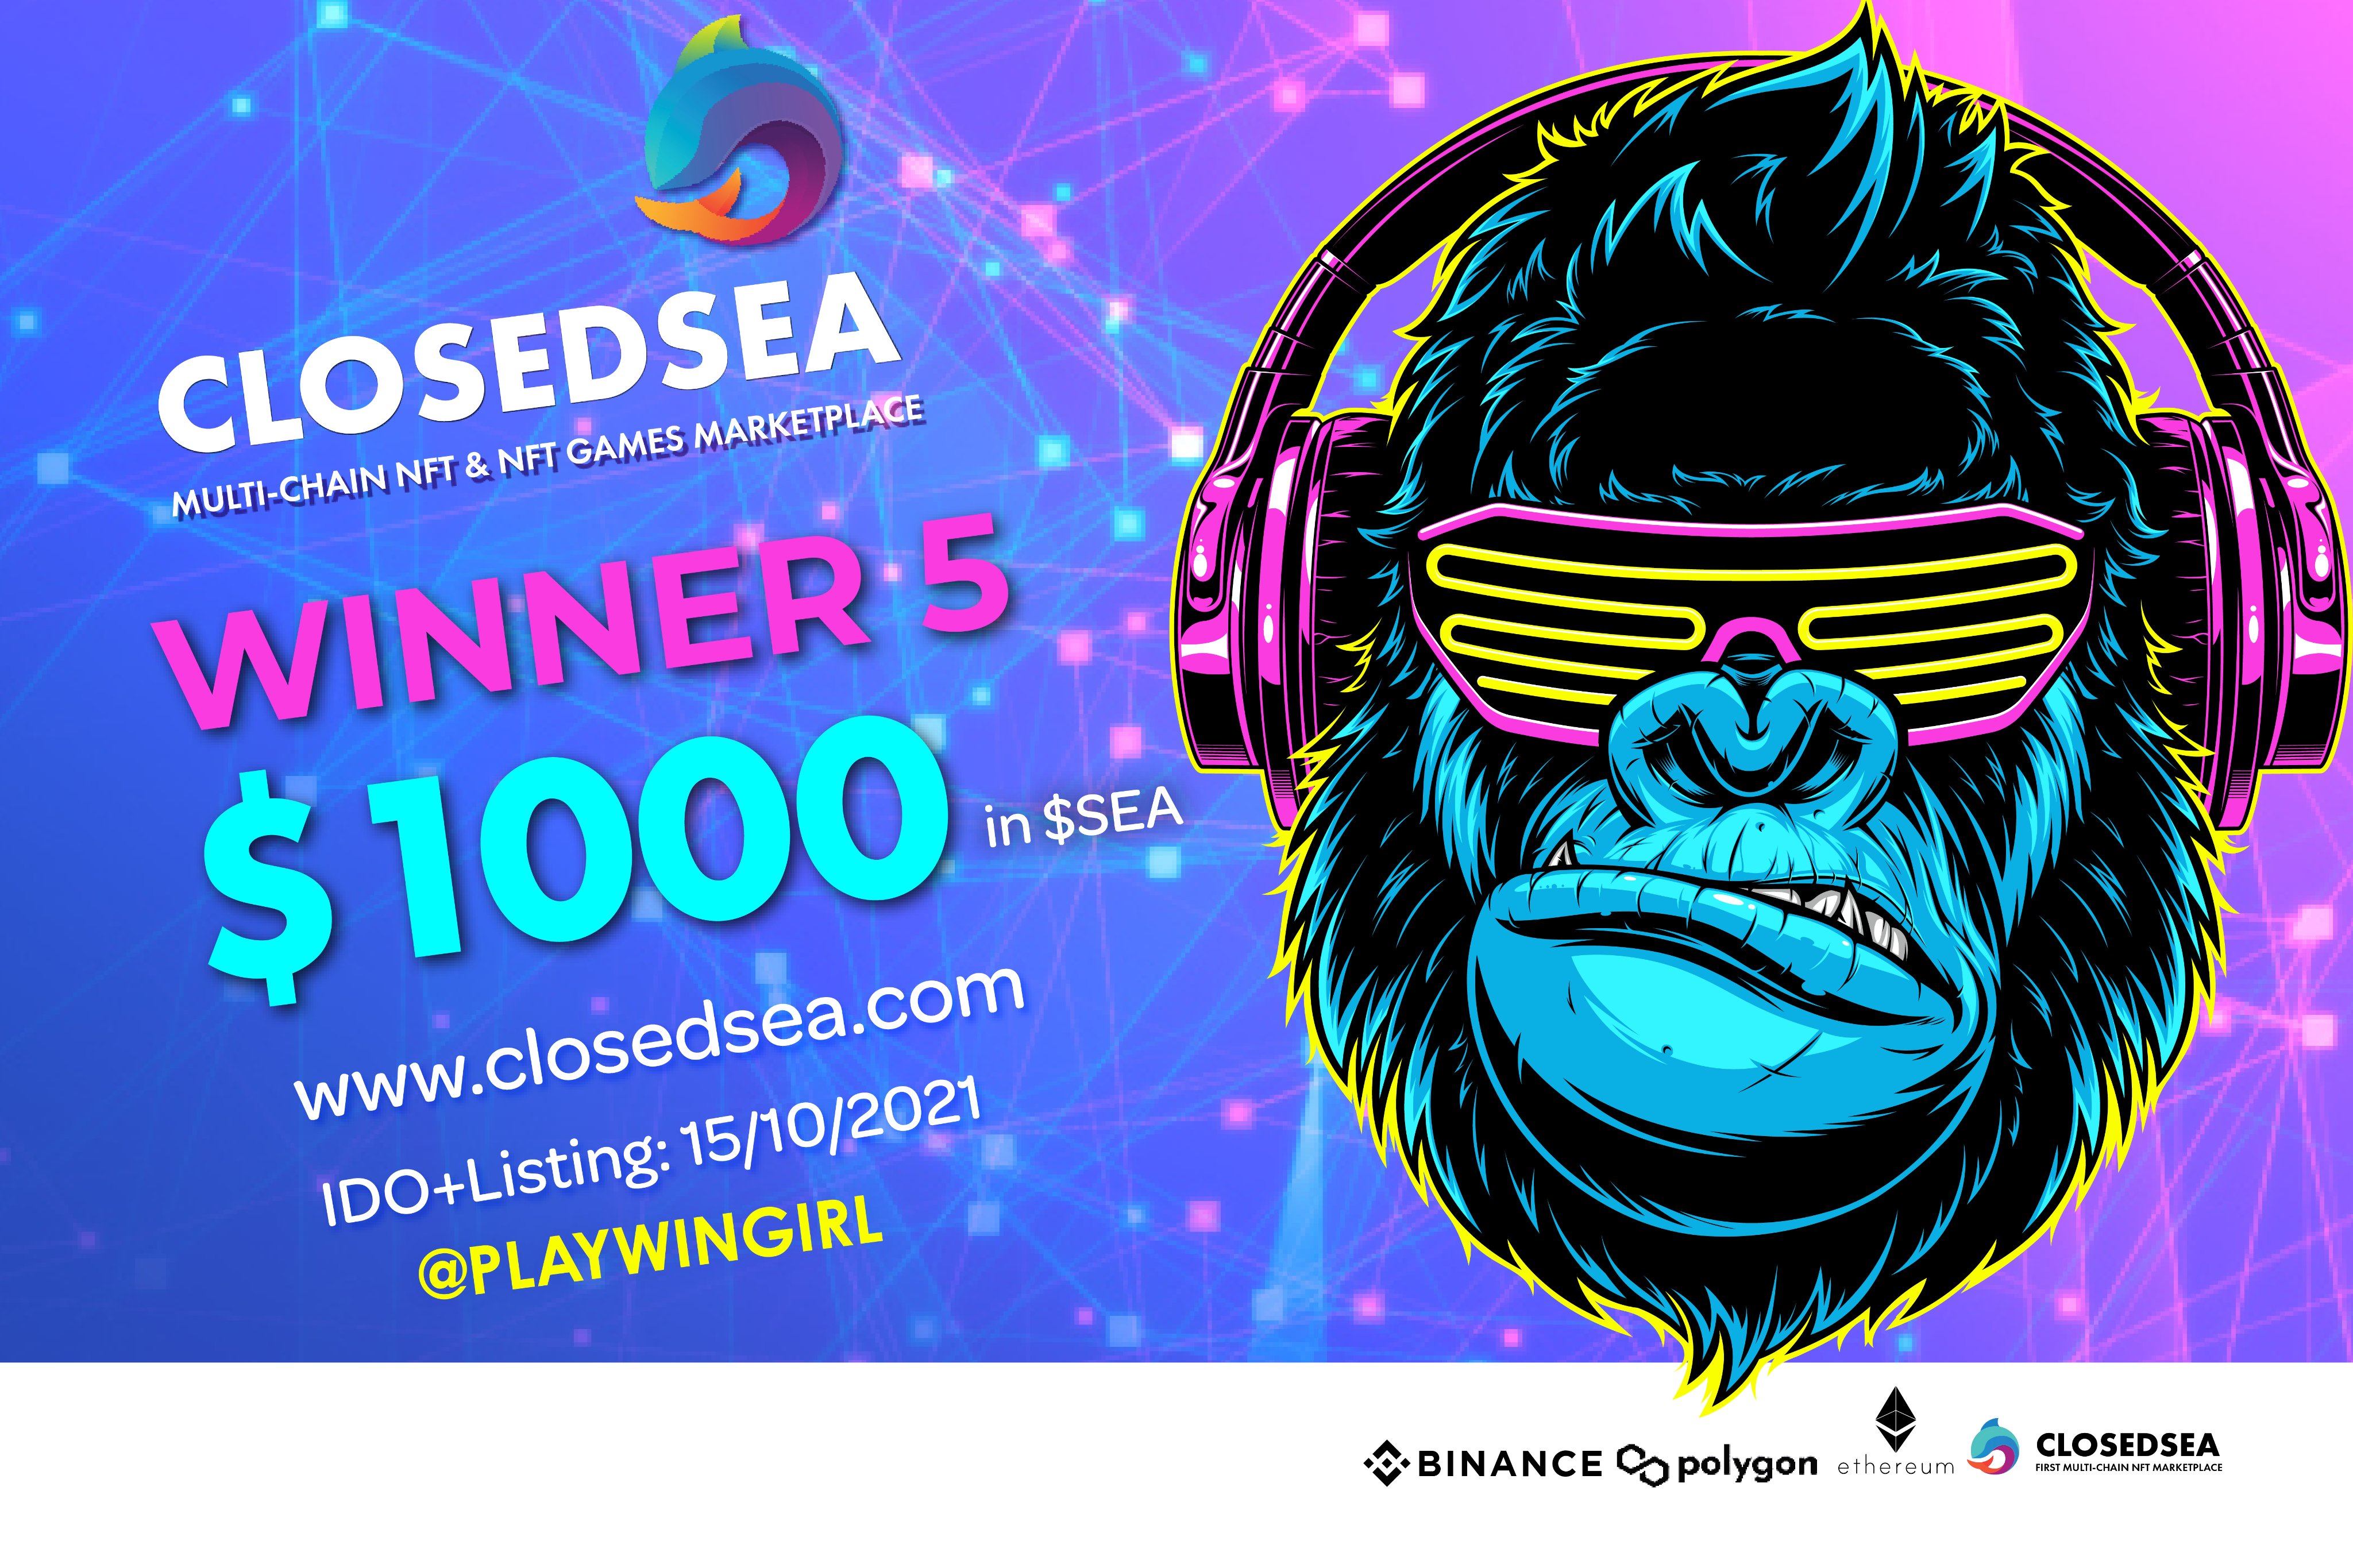 CLOSEDSEA
MULTI-CHAIN NFT & NFT GAMES MARKETPLACE
WINNER 5
$1000 in $SEA
www.closedsea.com
IDO+Listing: 15/10/2021
@PLAYWINGIRL
BINANCE polygon ethereum CLOSEDSEA
FIRST MULTI-CHAIN NFT MARKETPLACE